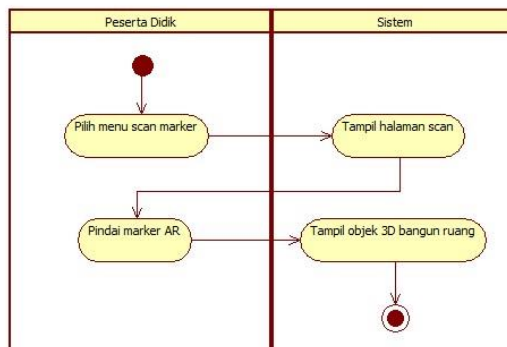 Peserta Didik
Sistem
Pilih menu scan marker
Tampil halaman scan
Pindai marker AR
Tampil objek 3D bangun ruang